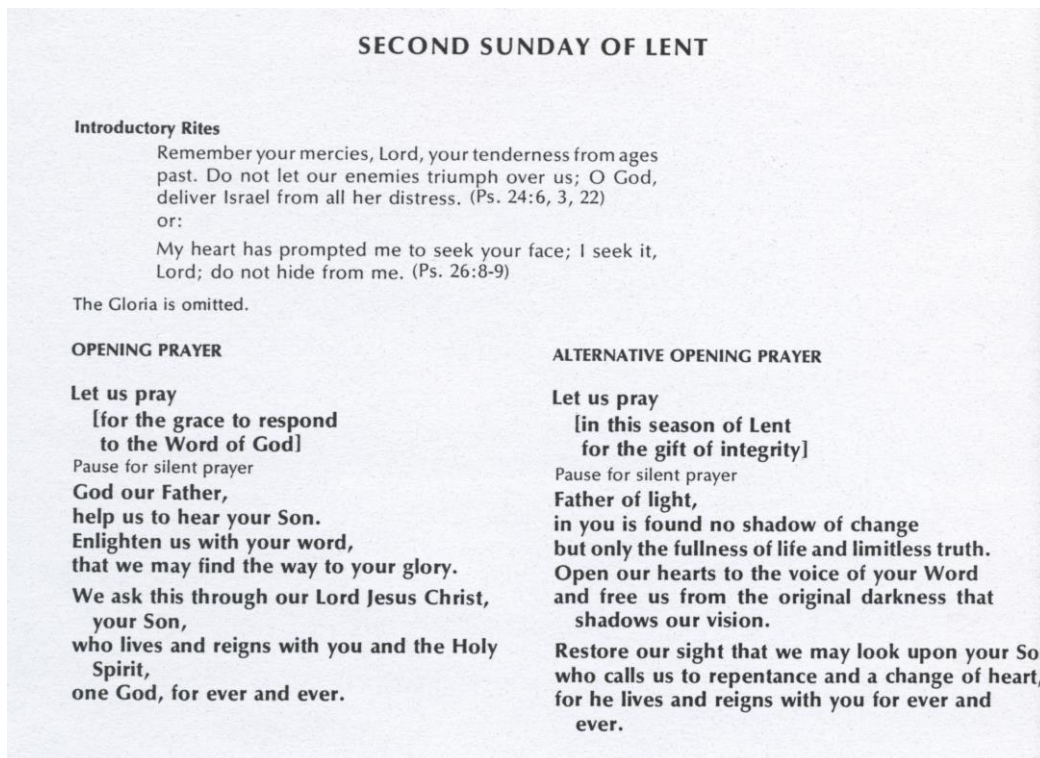 SECOND SUNDAY OF LENT
Introductory Rites
Remember your mercies, Lord, your tenderness from ages
past. Do not let our enemies triumph over us; O God,
deliver Israel from all her distress. (Ps. 24:6, 3, 22)
or:
My heart has prompted me to seek your face; I seek it,
Lord; do not hide from me. (Ps. 26:8-9)
The Gloria is omitted.
OPENING PRAYER
Let us pray
[for the grace to respond
to the Word of God]
Pause for silent prayer
God our Father,
help us to hear your Son.
Enlighten us with your word,
that we may find the way to your glory.
We ask this through our Lord Jesus Christ,
your Son,
who lives and reigns with you and the Holy
Spirit,
one God, for ever and ever.
ALTERNATIVE OPENING PRAYER
Let us pray
[in this season of Lent
for the gift of integrity]
Pause for silent prayer
Father of light,
in you is found no shadow of change
but only the fullness of life and limitless truth.
Open our hearts to the voice of your Word
and free us from the original darkness that
shadows our vision.
Restore our sight that we may look upon your So
who calls us to repentance and a change of heart,
for he lives and reigns with you for ever and
ever.